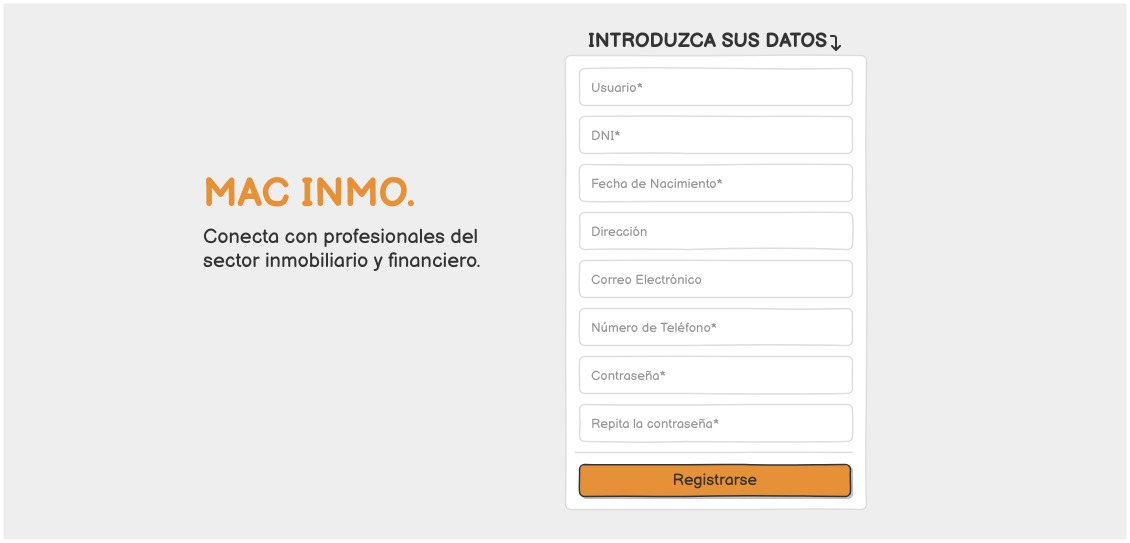 MAC INMO.
Conecta con profesionales del
sector inmobiliario y financiero.
INTRODUZCA SUS DATOS
Usuario*
DNI*
Fecha de Nacimiento*
Dirección
Correo Electrónico
Número de Teléfono*
Contraseña*
Repita la contraseña*
Registrarse